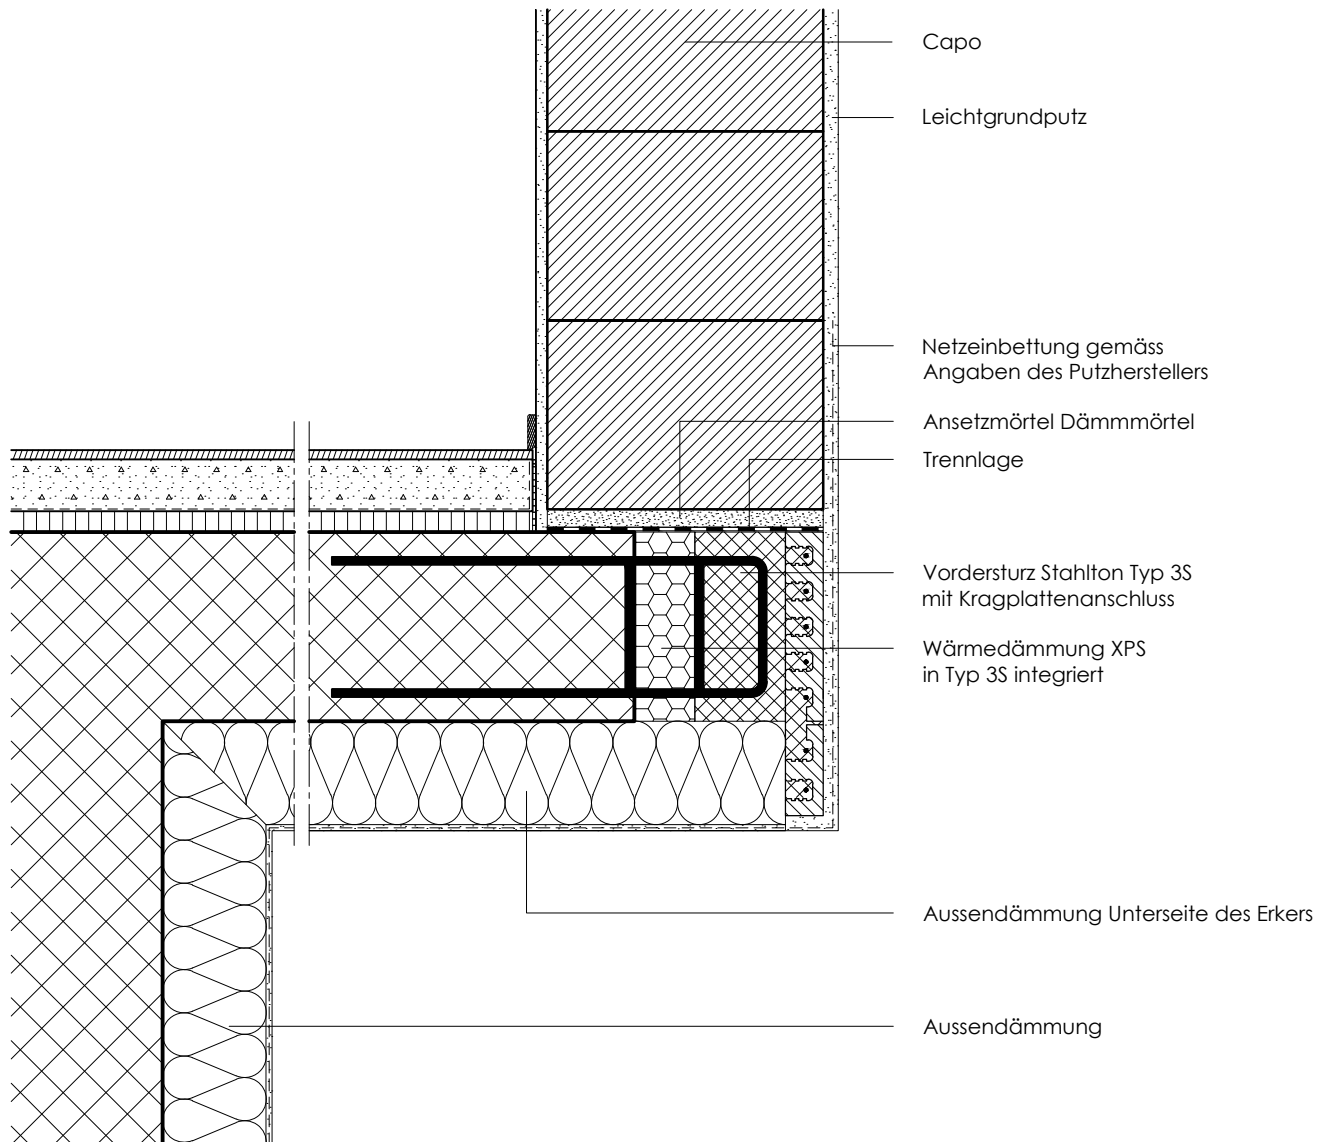 Capo
Leichtgrundputz
Netzeinbettung gemäss
Angaben des Putzherstellers
Ansetzmörtel Dämmmörtel
Trennlage
Vordersturz Stahlton Typ 3S
mit Kragplattenanschluss
Wärmedämmung XPS
in Typ 3S integriert
Aussendämmung Unterseite des Erkers
Aussendämmung